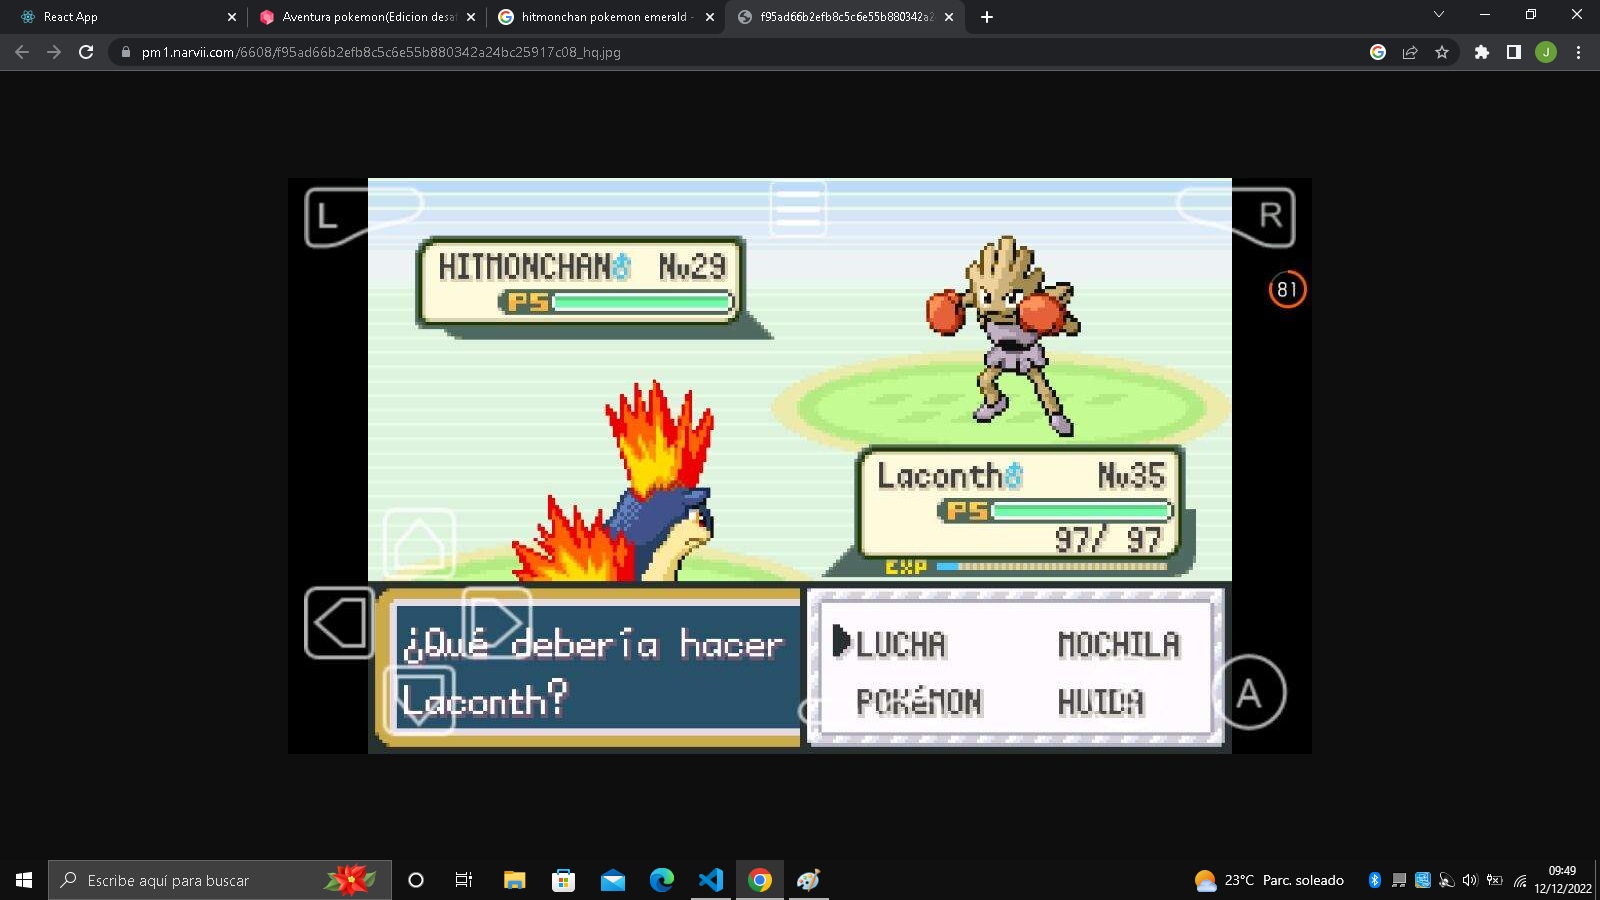 React App
Aventura pokemon(Edicion desaf
hitmonchan pokemon emerald -
f95ad66b2efb8c5c6e55b880342a2
pm1.narvii.com/6608/f95ad66b2efb8c5c6e55b880342a24bc25917c08_hq.jpg
J
L
R
HITMONCHAN♂ Nv29
PS
81
Laconth♂ Nv35
PS
97/ 97
EXP
¿Qué debería hacer
Laconth?
LUCHA MOCHILA
POKéMON HUIDA
A
Escribe aquí para buscar
23°C Parc. soleado
09:49
12/12/2022